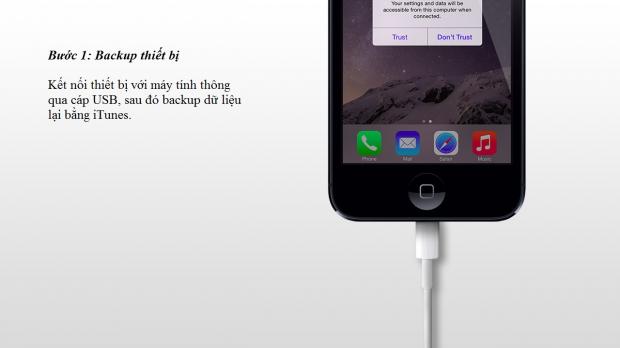 Bước 1: Backup thiết bị
Kết nối thiết bị với máy tính thông
qua cáp USB, sau đó backup dữ liệu
lại bằng iTunes.
Your settings and data will be
accessible from this computer when
connected.
Trust Don't Trust
Phone Mail Safari Music